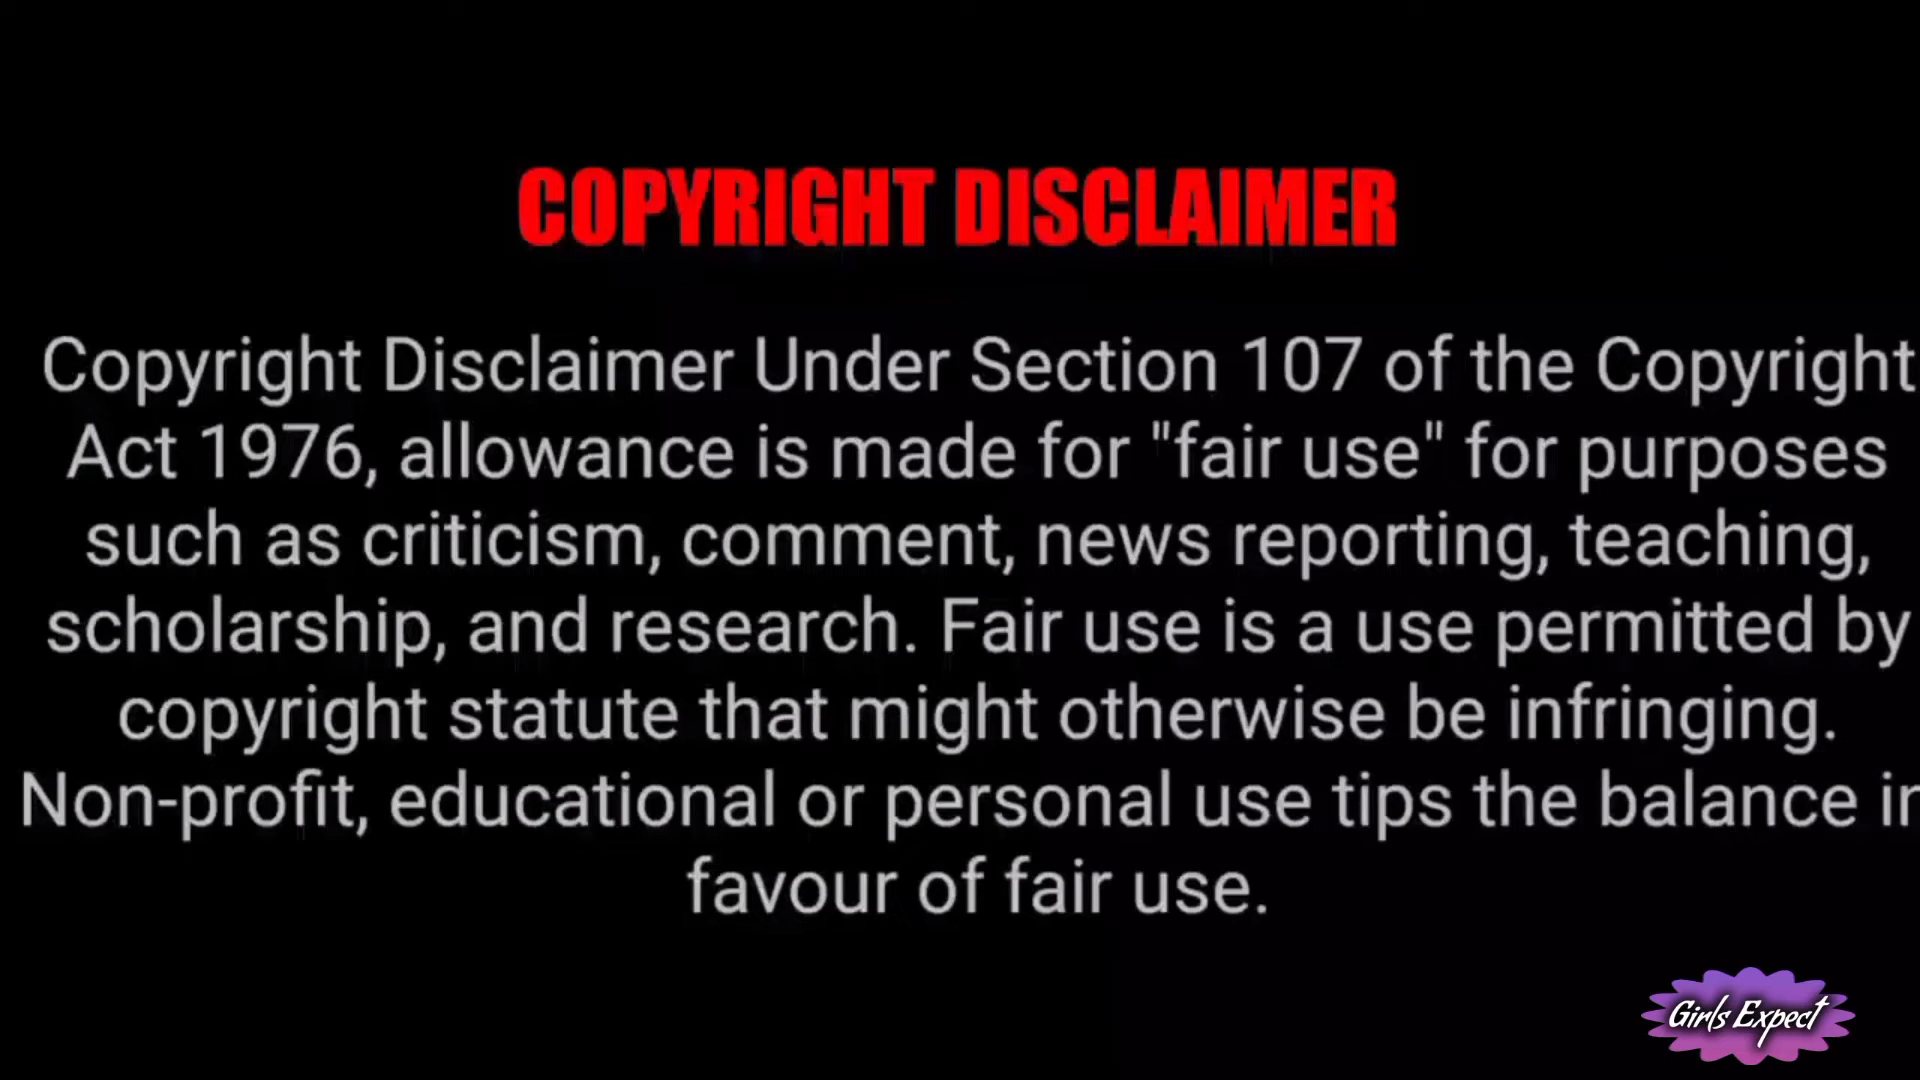 COPYRIGHT DISCLAIMER
Copyright Disclaimer Under Section 107 of the Copyright
Act 1976, allowance is made for "fair use" for purposes
such as criticism, comment, news reporting, teaching,
scholarship, and research. Fair use is a use permitted by
copyright statute that might otherwise be infringing.
Non-profit, educational or personal use tips the balance in
favour of fair use.
Girls Expect